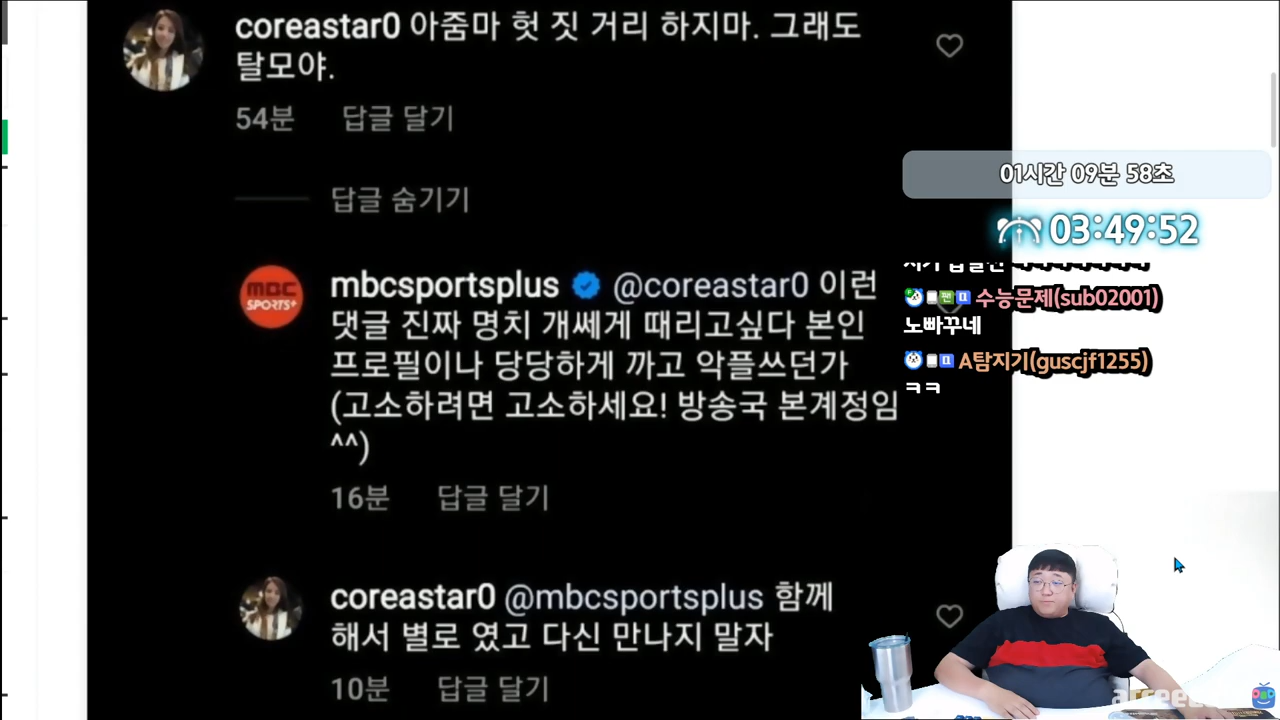 coreastar0 아줌마 헛 짓 거리 하지마. 그래도
탈모야.
54분 답글 달기
답글 숨기기
MBC
SPORTS+
mbcsportsplus @coreastar0 이런
댓글 진짜 명치 개쎄게 때리고싶다 본인
프로필이나 당당하게 까고 악플쓰던가
(고소하려면 고소하세요! 방송국 본계정임
^^)
16분 답글 달기
coreastar0 @mbcsportsplus 함께
해서 별로 였고 다신 만나지 말자
10분 답글 달기
01시간 09분 58초
03:49:52
수능문제(sub02001)
노빠꾸네
A탐지기(guscjf1255)
ㅋㅋ